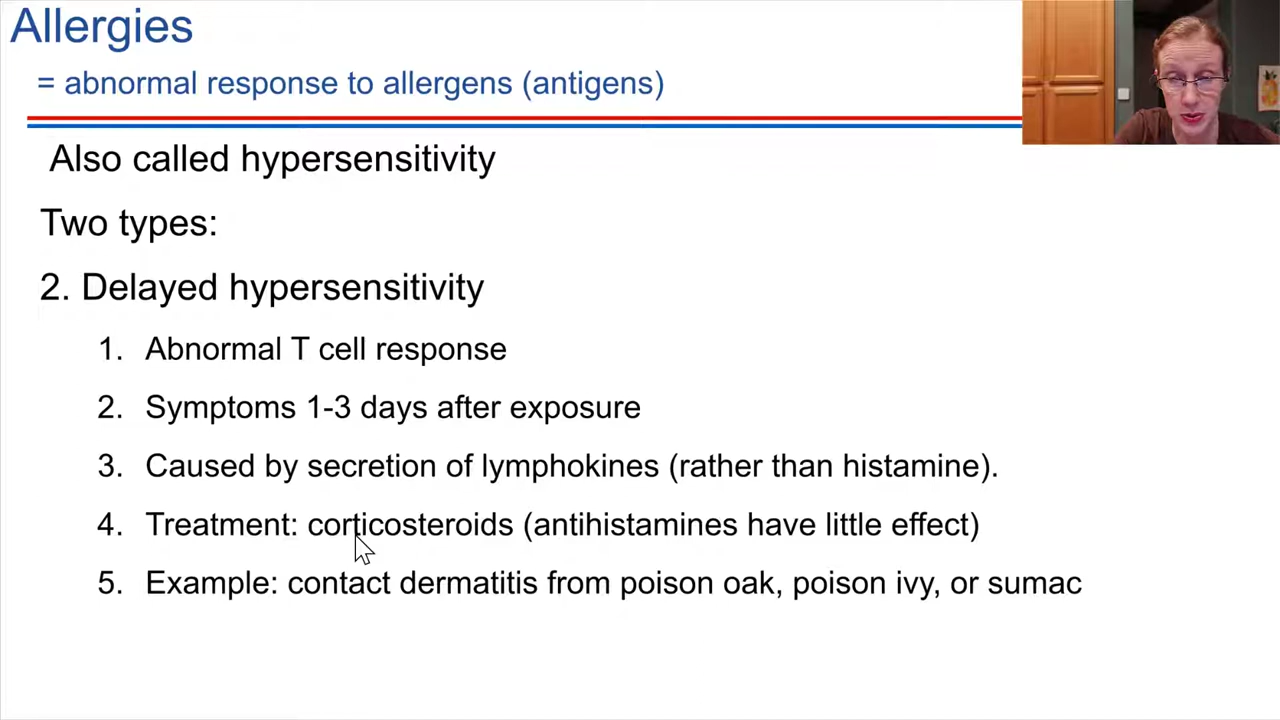 Allergies
= abnormal response to allergens (antigens)
Also called hypersensitivity
Two types:
2. Delayed hypersensitivity
1. Abnormal T cell response
2. Symptoms 1-3 days after exposure
3. Caused by secretion of lymphokines (rather than histamine).
4. Treatment: corticosteroids (antihistamines have little effect)
5. Example: contact dermatitis from poison oak, poison ivy, or sumac